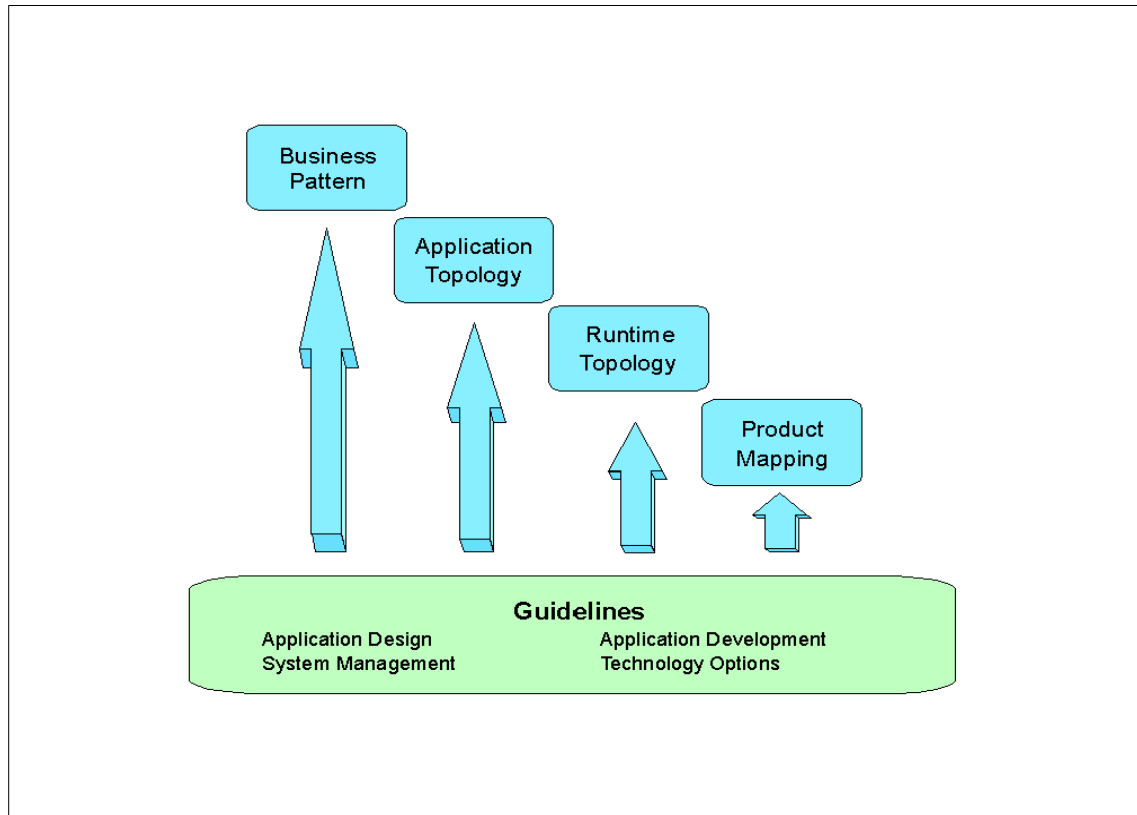 Business
Pattern
Application
Topology
Runtime
Topology
Product
Mapping
Guidelines
Application Design
Application Development
System Management
Technology Options